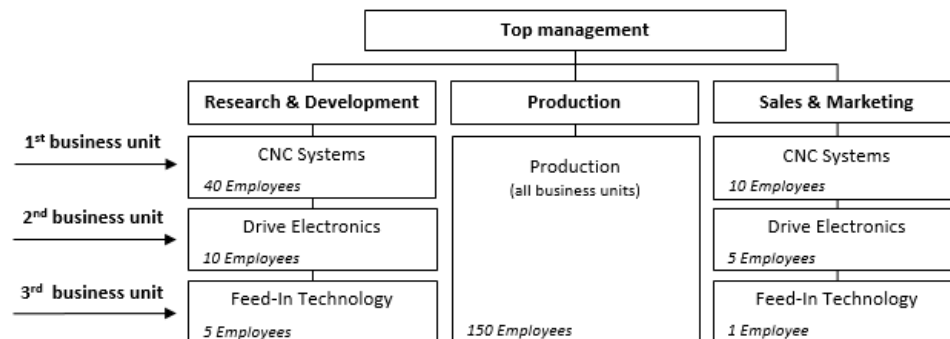 Top management
Research & Development
Production
Sales & Marketing
1st business unit
CNC Systems
40 Employees
Production
(all business units)
CNC Systems
10 Employees
2nd business unit
Drive Electronics
10 Employees
Drive Electronics
5 Employees
3rd business unit
Feed-In Technology
5 Employees
150 Employees
Feed-In Technology
1 Employee